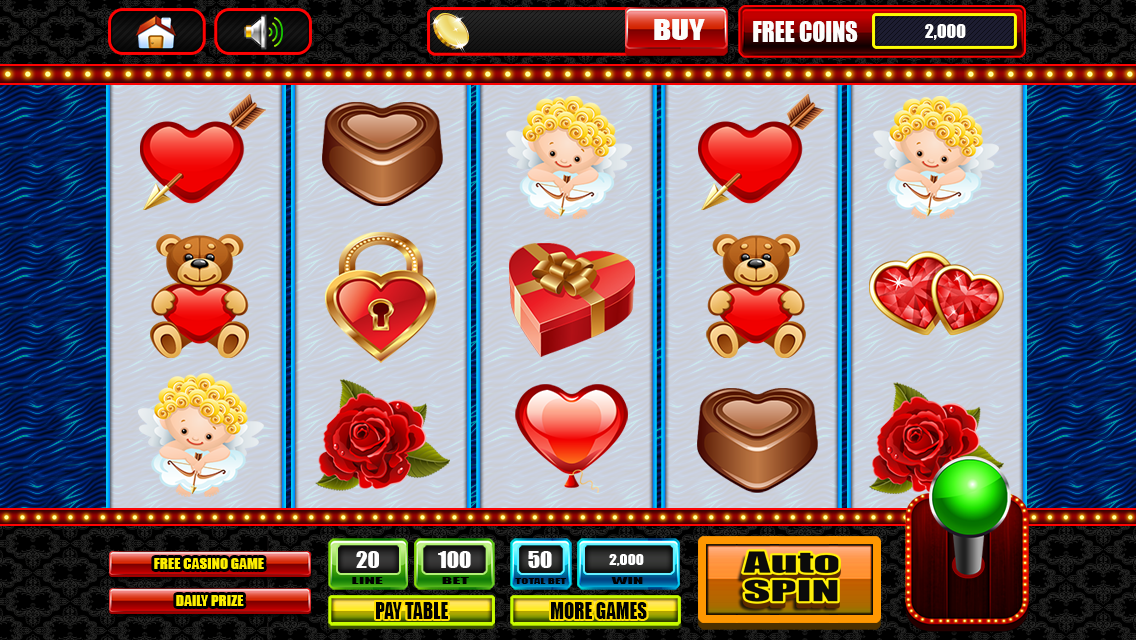 BUY
FREE COINS
2,000
FREE CASINO GAME
DAILY PRIZE
20
LINE
100
BET
50
TOTAL BET
2,000
WIN
PAY TABLE
MORE GAMES
Auto
SPIN